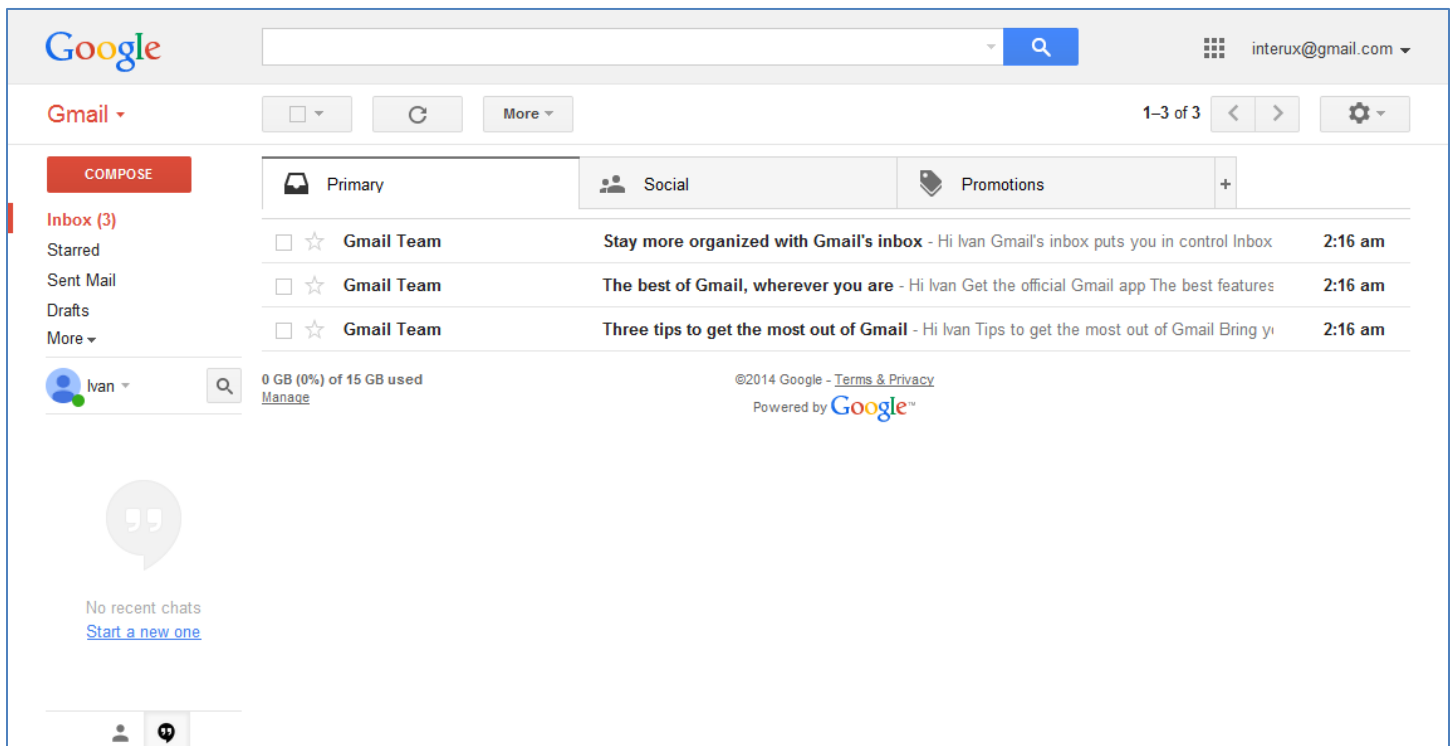 Google
interux@gmail.com
Gmail
More
1–3 of 3
COMPOSE
Primary
Social
Promotions
+
Inbox (3)
Starred
Sent Mail
Drafts
More
Gmail Team Stay more organized with Gmail's inbox - Hi Ivan Gmail's inbox puts you in control Inbox 2:16 am
Gmail Team The best of Gmail, wherever you are - Hi Ivan Get the official Gmail app The best features 2:16 am
Gmail Team Three tips to get the most out of Gmail - Hi Ivan Tips to get the most out of Gmail Bring 2:16 am
Ivan
0 GB (0%) of 15 GB used
Manage
©2014 Google - Terms & Privacy
Powered by Google™
No recent chats
Start a new one